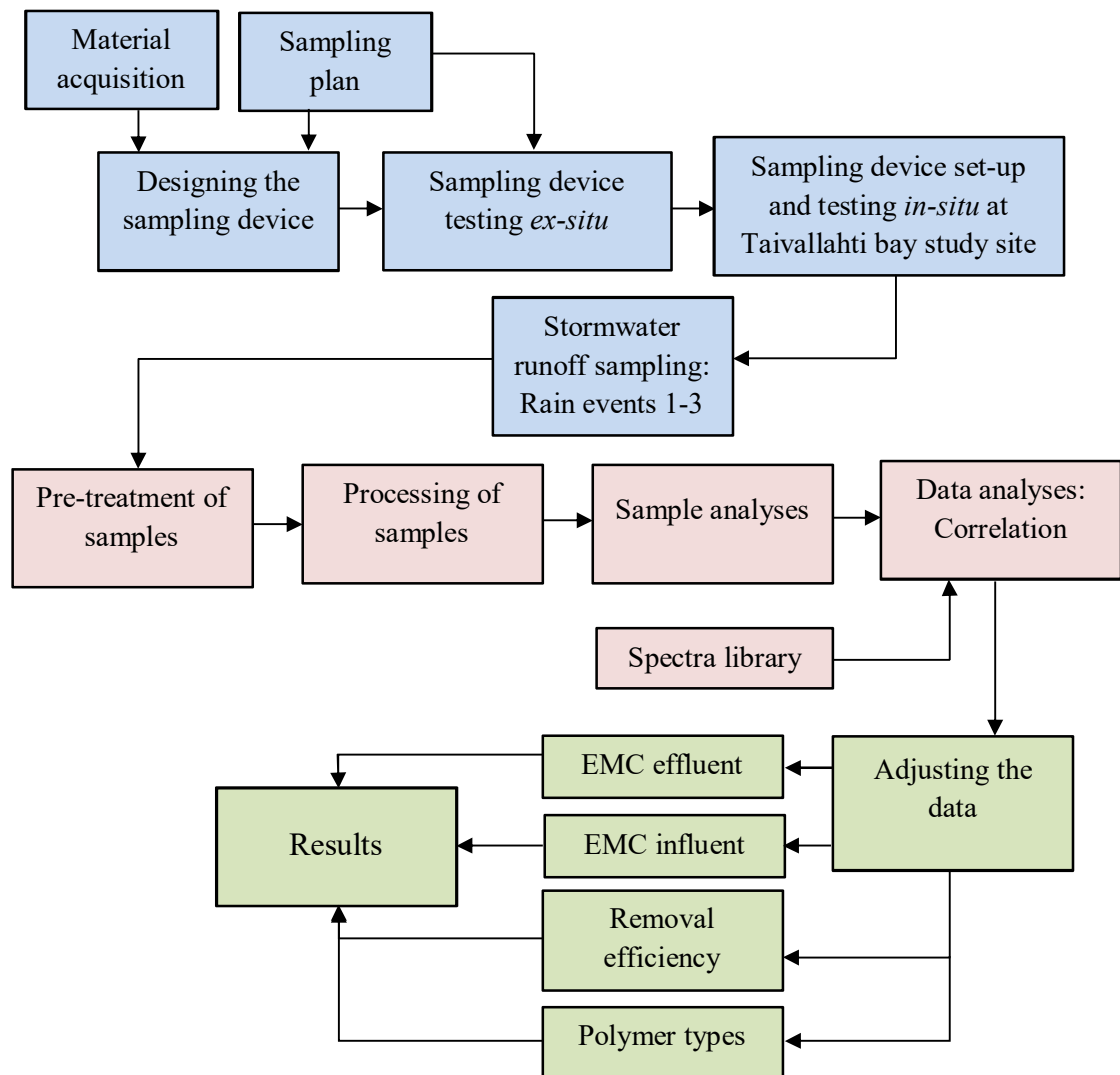 Material
acquisition
Sampling
plan
Designing the
sampling device
Sampling device
testing ex-situ
Sampling device set-up
and testing in-situ at
Taivallahti bay study site
Stormwater
runoff sampling:
Rain events 1-3
Pre-treatment of
samples
Processing of
samples
Sample analyses
Data analyses:
Correlation
Spectra library
EMC effluent
Adjusting the
data
Results
EMC influent
Removal
efficiency
Polymer types